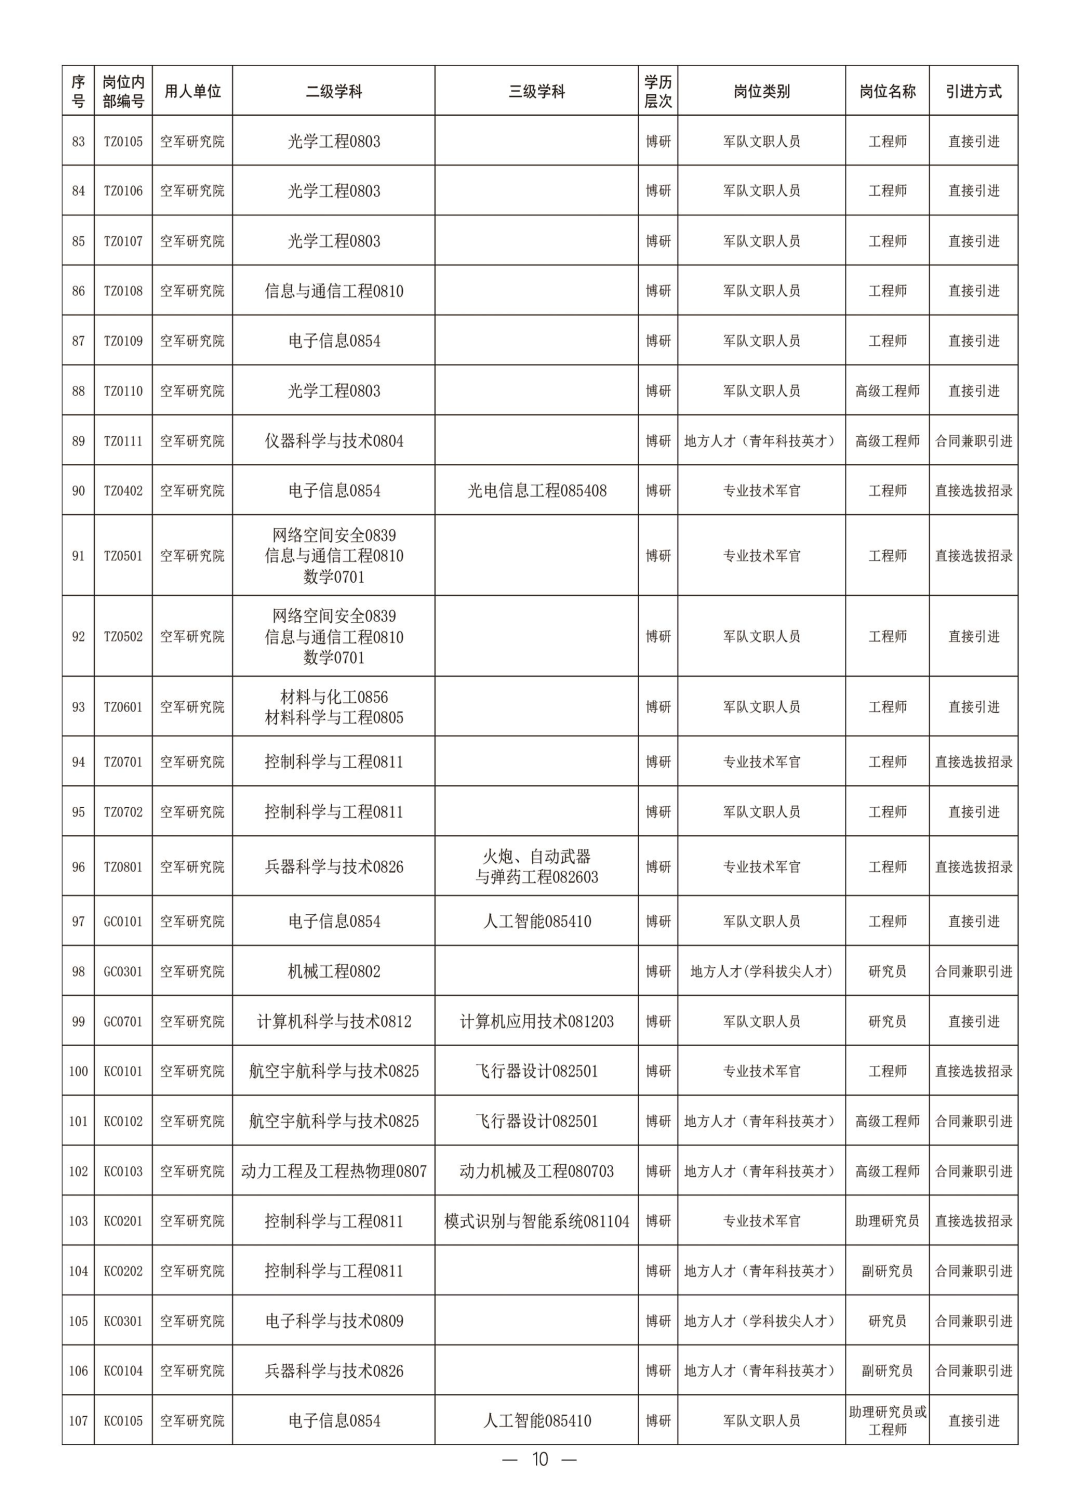 序号 岗位内部编号 用人单位 二级学科 三级学科 学历层次 岗位类别 岗位名称 引进方式
83 TZ0105 空军研究院 光学工程0803 博研 军队文职人员 工程师 直接引进
84 TZ0106 空军研究院 光学工程0803 博研 军队文职人员 工程师 直接引进
85 TZ0107 空军研究院 光学工程0803 博研 军队文职人员 工程师 直接引进
86 TZ0108 空军研究院 信息与通信工程0810 博研 军队文职人员 工程师 直接引进
87 TZ0109 空军研究院 电子信息0854 博研 军队文职人员 工程师 直接引进
88 TZ0110 空军研究院 光学工程0803 博研 军队文职人员 高级工程师 直接引进
89 TZ0111 空军研究院 仪器科学与技术0804 博研 地方人才（青年科技英才） 高级工程师 合同兼职引进
90 TZ0402 空军研究院 电子信息0854 光电信息工程085408 博研 专业技术军官 工程师 直接选拔招录
91 TZ0501 空军研究院 网络空间安全0839 信息与通信工程0810 数学0701 博研 专业技术军官 工程师 直接选拔招录
92 TZ0502 空军研究院 网络空间安全0839 信息与通信工程0810 数学0701 博研 军队文职人员 工程师 直接引进
93 TZ0601 空军研究院 材料与化工0856 材料科学与工程0805 博研 军队文职人员 工程师 直接引进
94 TZ0701 空军研究院 控制科学与工程0811 博研 专业技术军官 工程师 直接选拔招录
95 TZ0702 空军研究院 控制科学与工程0811 博研 军队文职人员 工程师 直接引进
96 TZ0801 空军研究院 兵器科学与技术0826 火炮、自动武器与弹药工程082603 博研 专业技术军官 工程师 直接选拔招录
97 GC0101 空军研究院 电子信息0854 人工智能085410 博研 军队文职人员 工程师 直接引进
98 GC0301 空军研究院 机械工程0802 博研 地方人才(学科拔尖人才) 研究员 合同兼职引进
99 GC0701 空军研究院 计算机科学与技术0812 计算机应用技术081203 博研 军队文职人员 研究员 直接引进
100 KC0101 空军研究院 航空宇航科学与技术0825 飞行器设计082501 博研 专业技术军官 工程师 直接选拔招录
101 KC0102 空军研究院 航空宇航科学与技术0825 飞行器设计082501 博研 地方人才（青年科技英才） 高级工程师 合同兼职引进
102 KC0103 空军研究院 动力工程及工程热物理0807 动力机械及工程080703 博研 地方人才（青年科技英才） 高级工程师 合同兼职引进
103 KC0201 空军研究院 控制科学与工程0811 模式识别与智能系统081104 博研 专业技术军官 助理研究员 直接选拔招录
104 KC0202 空军研究院 控制科学与工程0811 博研 地方人才（青年科技英才） 副研究员 合同兼职引进
105 KC0301 空军研究院 电子科学与技术0809 博研 地方人才（学科拔尖人才） 研究员 合同兼职引进
106 KC0104 空军研究院 兵器科学与技术0826 博研 地方人才（青年科技英才） 副研究员 合同兼职引进
107 KC0105 空军研究院 电子信息0854 人工智能085410 博研 军队文职人员 助理研究员或工程师 直接引进
— 10 —